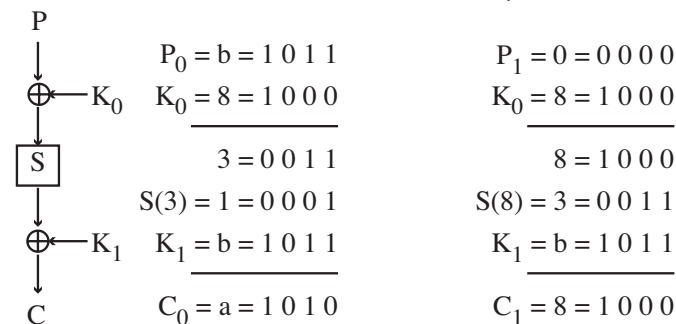 P
P₀ = b = 1 0 1 1
P₁ = 0 = 0 0 0 0
K₀
K₀ = 8 = 1 0 0 0
K₀ = 8 = 1 0 0 0
3 = 0 0 1 1
8 = 1 0 0 0
S
S(3) = 1 = 0 0 0 1
S(8) = 3 = 0 0 1 1
K₁
K₁ = b = 1 0 1 1
K₁ = b = 1 0 1 1
C
C₀ = a = 1 0 1 0
C₁ = 8 = 1 0 0 0